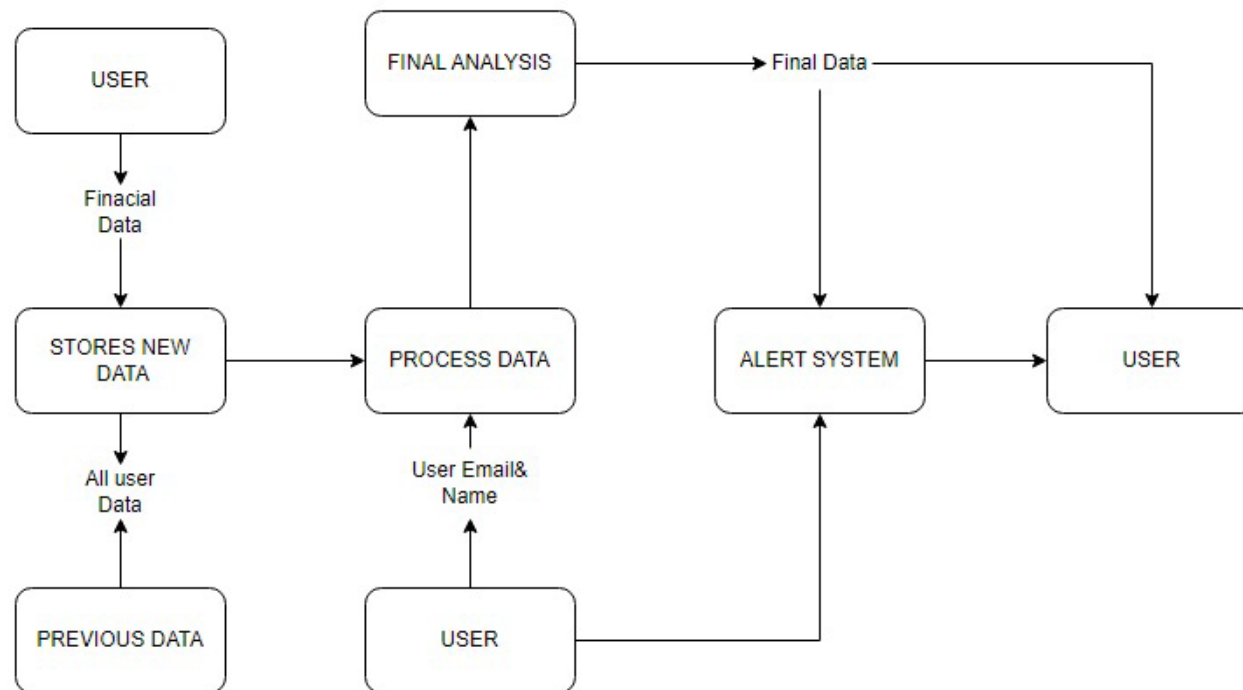 USER
FINAL ANALYSIS
Final Data
Finacial
Data
STORES NEW
DATA
PROCESS DATA
ALERT SYSTEM
USER
All user
Data
User Email&
Name
PREVIOUS DATA
USER